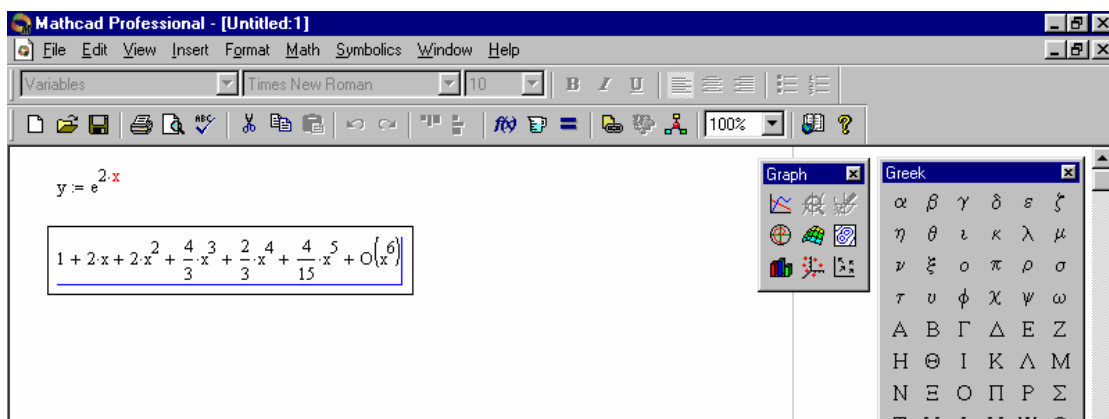 Mathcad Professional - [Untitled:1]
File Edit View Insert Format Math Symbolics Window Help
Variables Times New Roman 10 B I U
ABC f(x) = 100% ?
y := e^{2·x}
1 + 2·x + 2·x^2 + 4/3·x^3 + 2/3·x^4 + 4/15·x^5 + O(x^6)
Graph
Greek
α β γ δ ε ζ
η θ ι κ λ μ
ν ξ ο π ρ σ
τ υ ϕ χ ψ ω
Α Β Γ Δ Ε Ζ
Η Θ Ι Κ Λ Μ
Ν Ξ Ο Π Ρ Σ